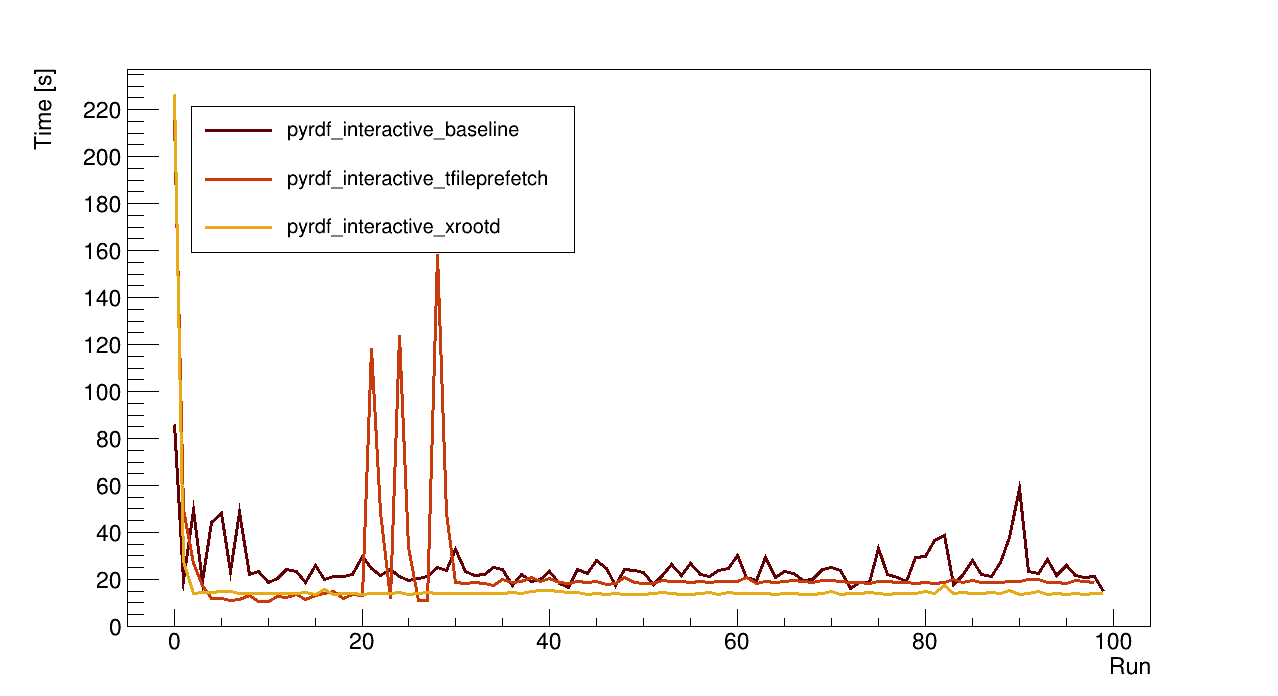 Time [s]
220
200
180
160
140
120
100
80
60
40
20
0
pyrdf_interactive_baseline
pyrdf_interactive_tfileprefetch
pyrdf_interactive_xrootd
0 20 40 60 80 100
Run